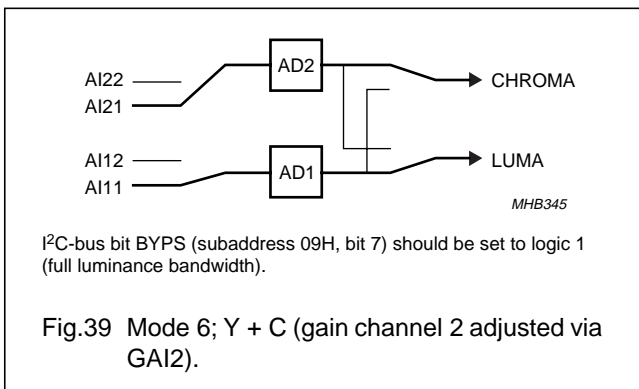 AI22
AI21
AD2
CHROMA
AI12
AI11
AD1
LUMA
MHB345
I²C-bus bit BYPS (subaddress 09H, bit 7) should be set to logic 1
(full luminance bandwidth).
Fig.39 Mode 6; Y + C (gain channel 2 adjusted via
GAI2).